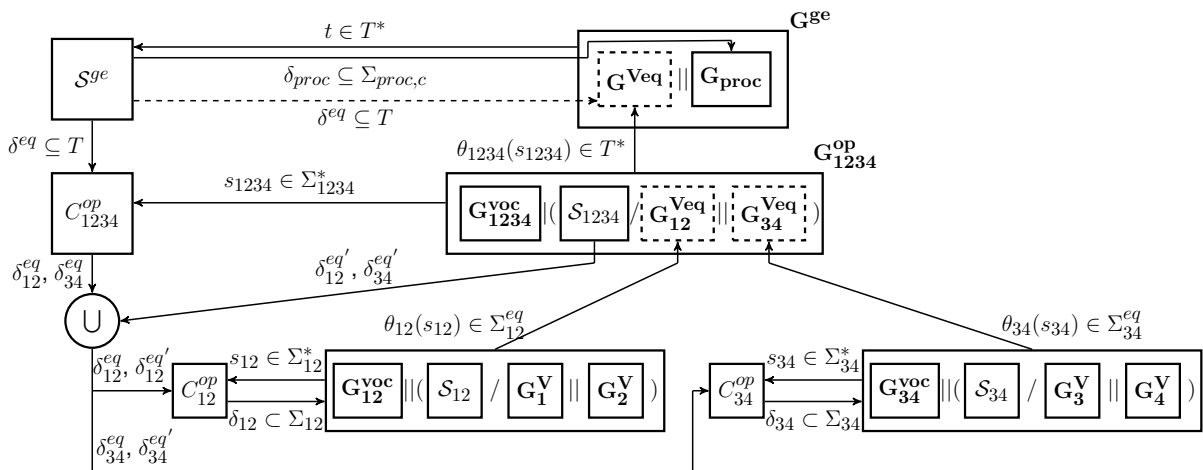 G^ge
t ∈ T*
S^ge
G^Veq || G_proc
δ_proc ⊆ Σ_proc,c
δ^eq ⊆ T
δ^eq ⊆ T
θ_1234(s_1234) ∈ T*
G^op_1234
s_1234 ∈ Σ*_1234
C^op_1234
G^voc_1234 |( S_1234 / G^Veq_12 || G^Veq_34 )
δ^eq_12, δ^eq_34
δ^eq'_12, δ^eq'_34
∪
θ_12(s_12) ∈ Σ^eq_12
θ_34(s_34) ∈ Σ^eq_34
δ^eq_12, δ^eq'_12
s_12 ∈ Σ*_12
s_34 ∈ Σ*_34
C^op_12
G^voc_12 ||( S_12 / G^V_1 || G^V_2 )
C^op_34
G^voc_34 ||( S_34 / G^V_3 || G^V_4 )
δ_12 ⊂ Σ_12
δ_34 ⊂ Σ_34
δ^eq_34, δ^eq'_34